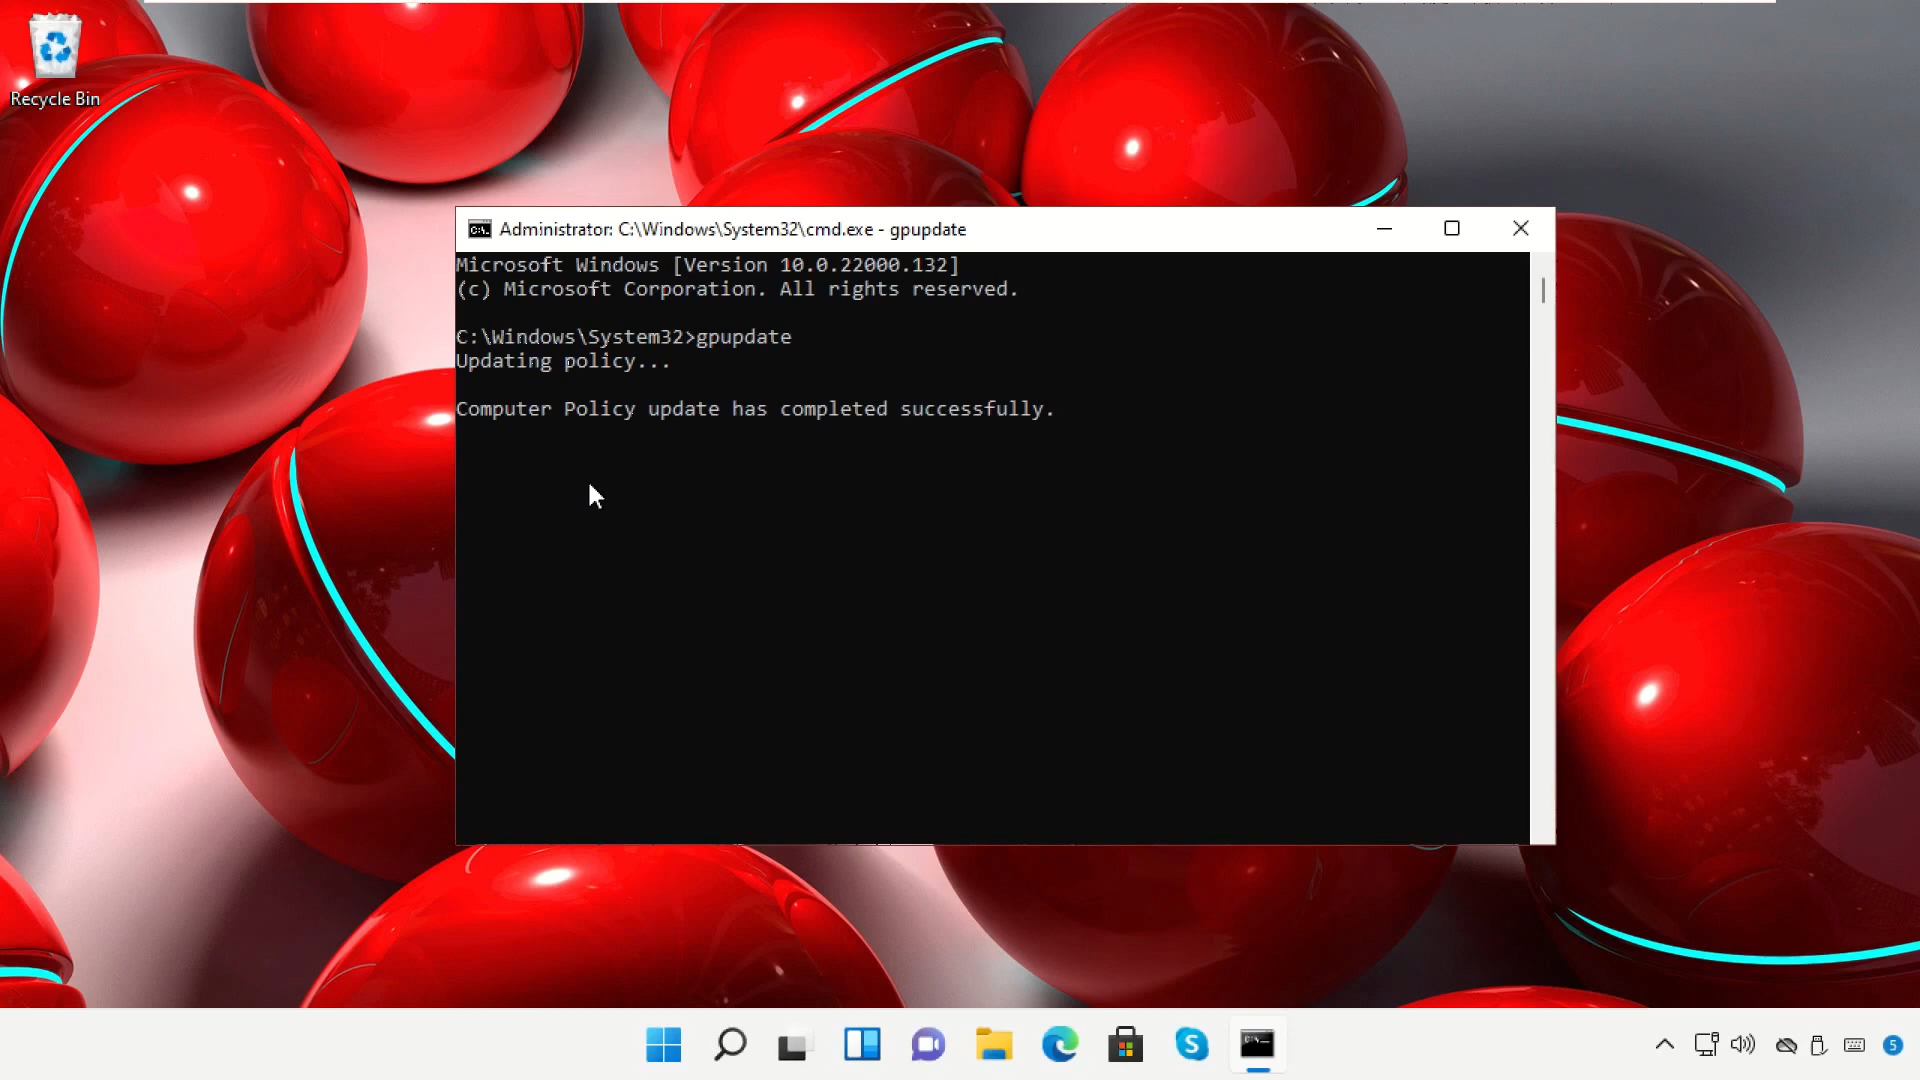 Recycle Bin
Administrator: C:\Windows\System32\cmd.exe - gpupdate
Microsoft Windows [Version 10.0.22000.132]
(c) Microsoft Corporation. All rights reserved.
C:\Windows\System32>gpupdate
Updating policy...
Computer Policy update has completed successfully.
5